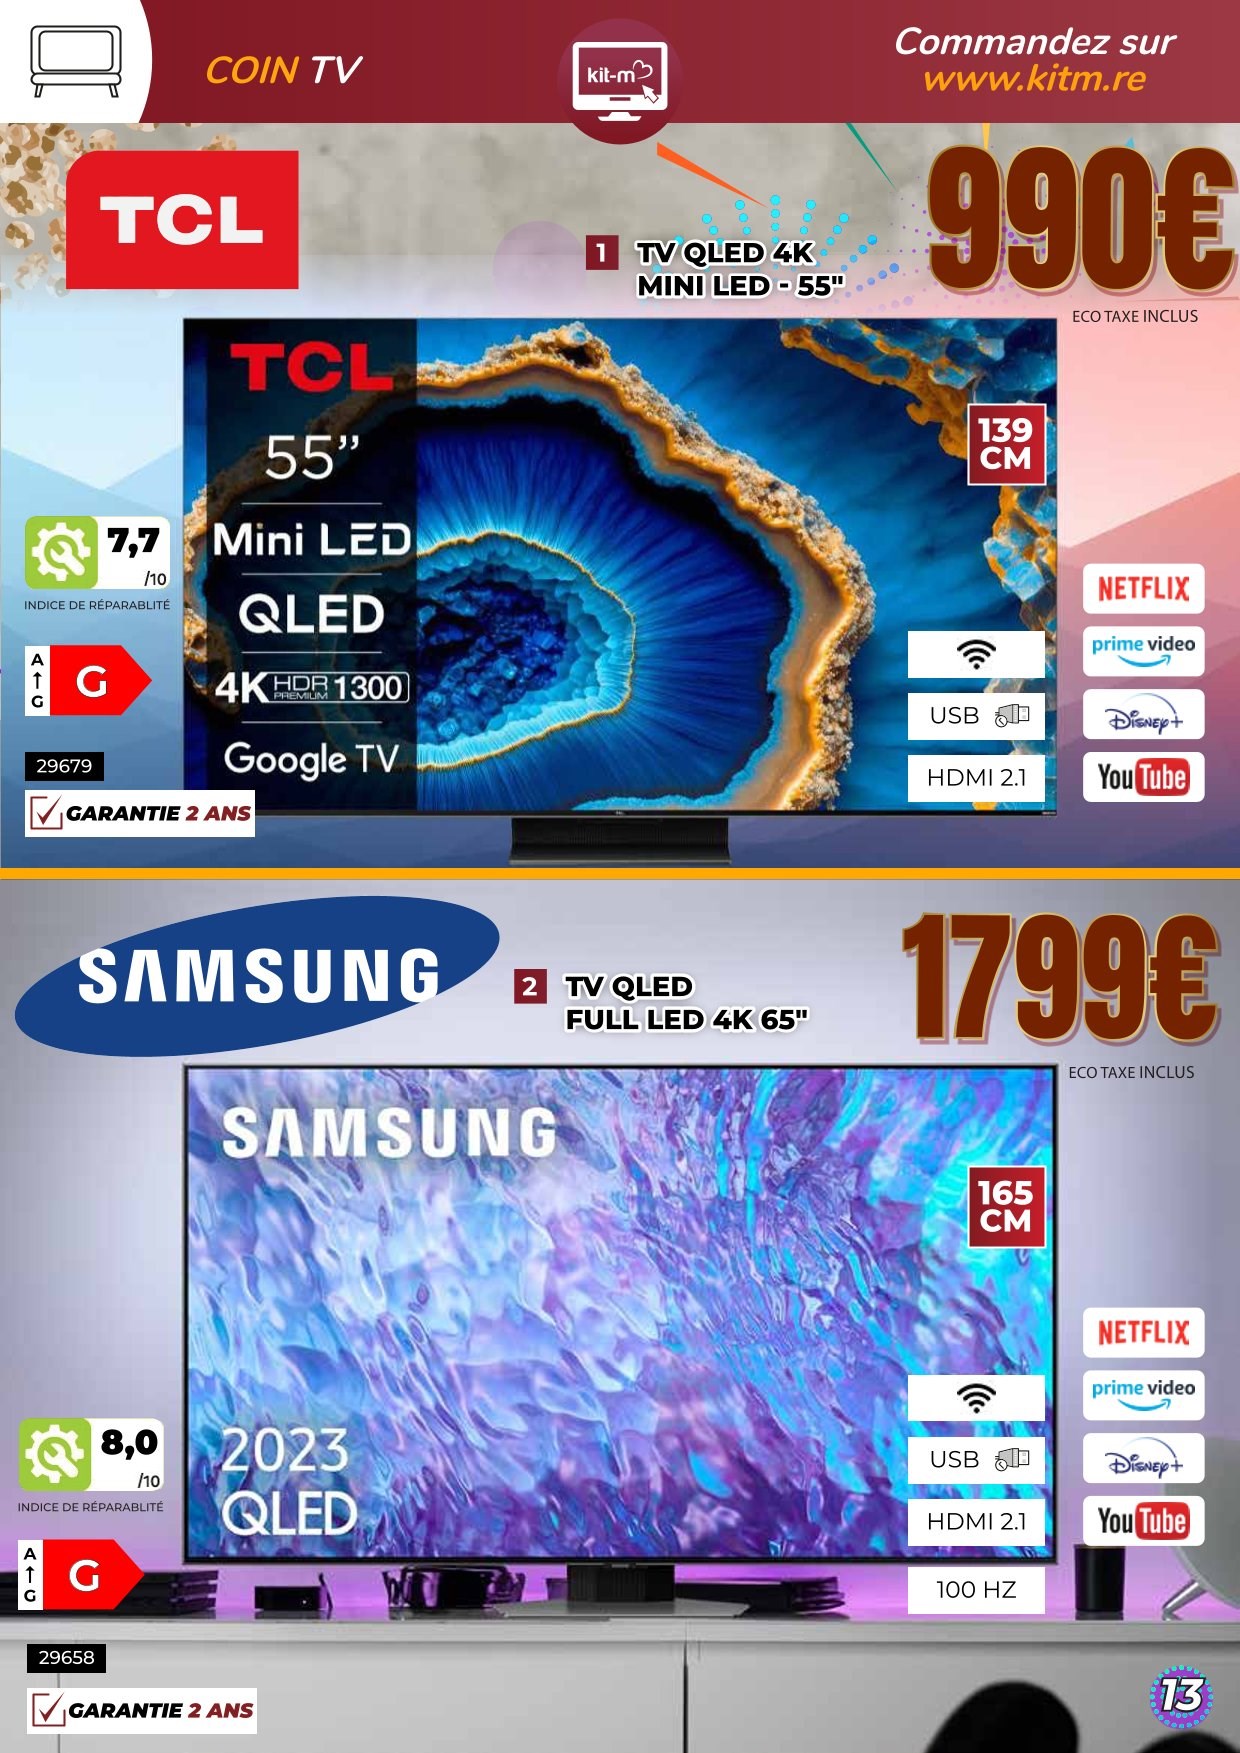 COIN TV
kit-m
Commandez sur
www.kitm.re
TCL
1 TV QLED 4K
MINI LED - 55"
990€
ECO TAXE INCLUS
TCL
55”
Mini LED
QLED
4K HDR PREMIUM 1300
Google TV
139
CM
7,7
/10
INDICE DE RÉPARABLITÉ
A
G
G
29679
GARANTIE 2 ANS
USB
HDMI 2.1
NETFLIX
prime video
Disney+
YouTube
SAMSUNG
2 TV QLED
FULL LED 4K 65"
1799€
ECO TAXE INCLUS
SAMSUNG
2023
QLED
165
CM
8,0
/10
INDICE DE RÉPARABLITÉ
A
G
G
29658
GARANTIE 2 ANS
USB
HDMI 2.1
100 HZ
NETFLIX
prime video
Disney+
YouTube
13